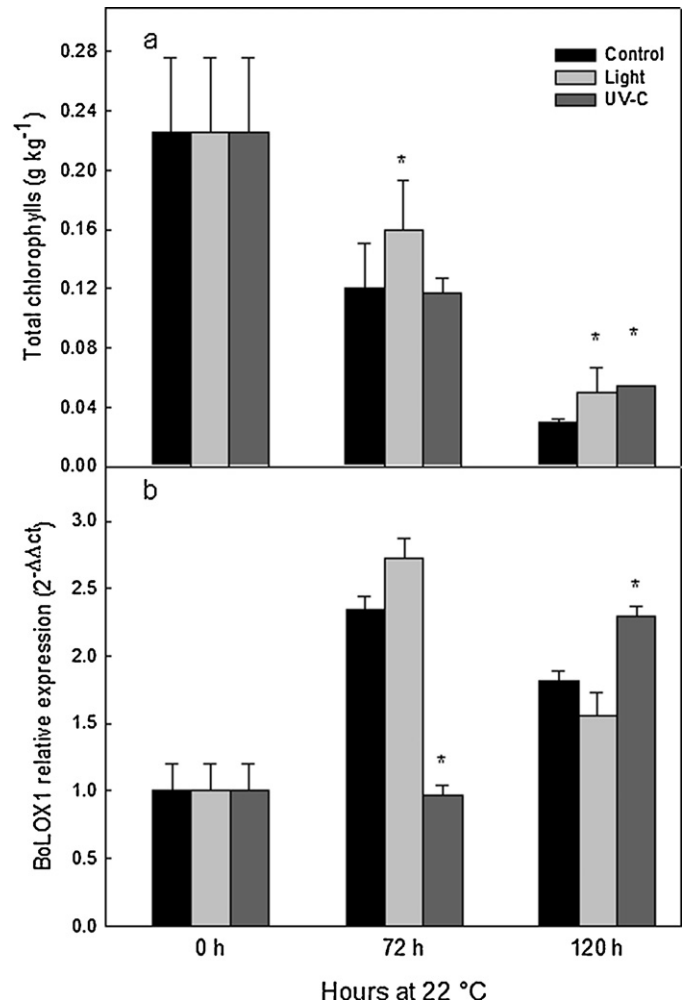 a
Control
Light
UV-C
Total chlorophylls (g kg-1)
0.28
0.24
0.20
0.16
0.12
0.08
0.04
0.00
*
*
*
b
BoLOX1 relative expression (2-ΔΔct)
3.0
2.5
2.0
1.5
1.0
0.5
0.0
*
*
0 h
72 h
120 h
Hours at 22 °C